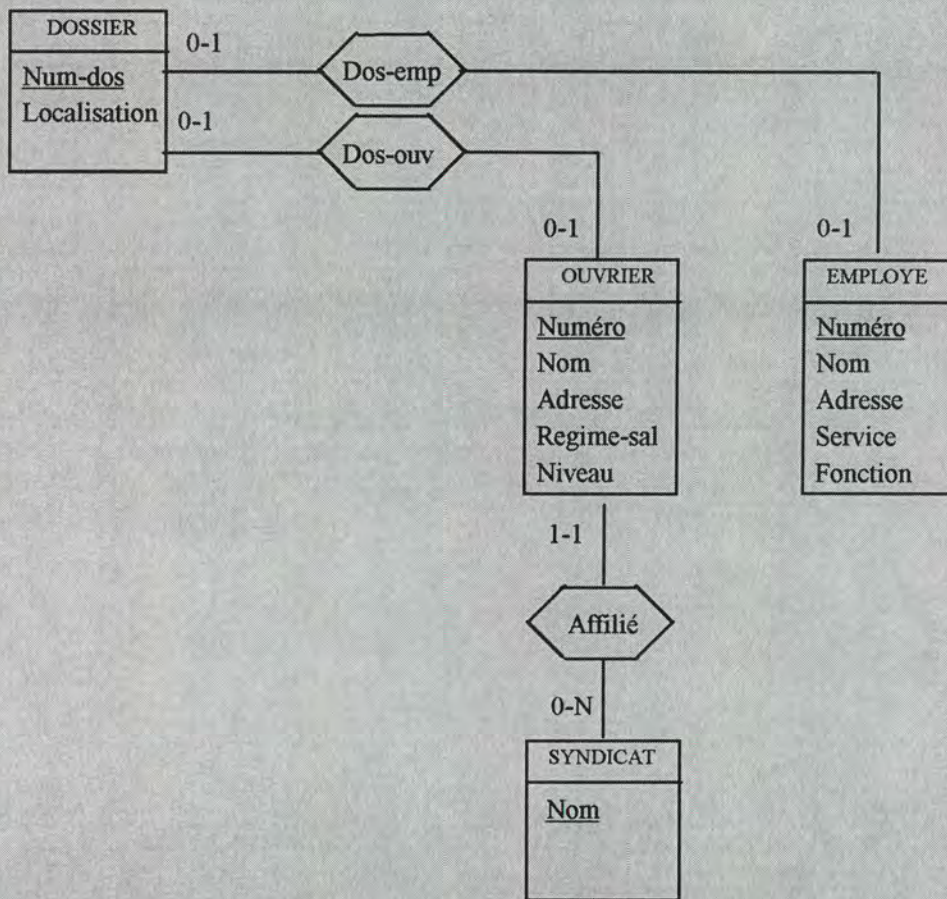 DOSSIER
Num-dos
Localisation
0-1
0-1
Dos-emp
Dos-ouv
0-1
0-1
OUVRIER
Numéro
Nom
Adresse
Regime-sal
Niveau
EMPLOYE
Numéro
Nom
Adresse
Service
Fonction
1-1
Affilié
0-N
SYNDICAT
Nom